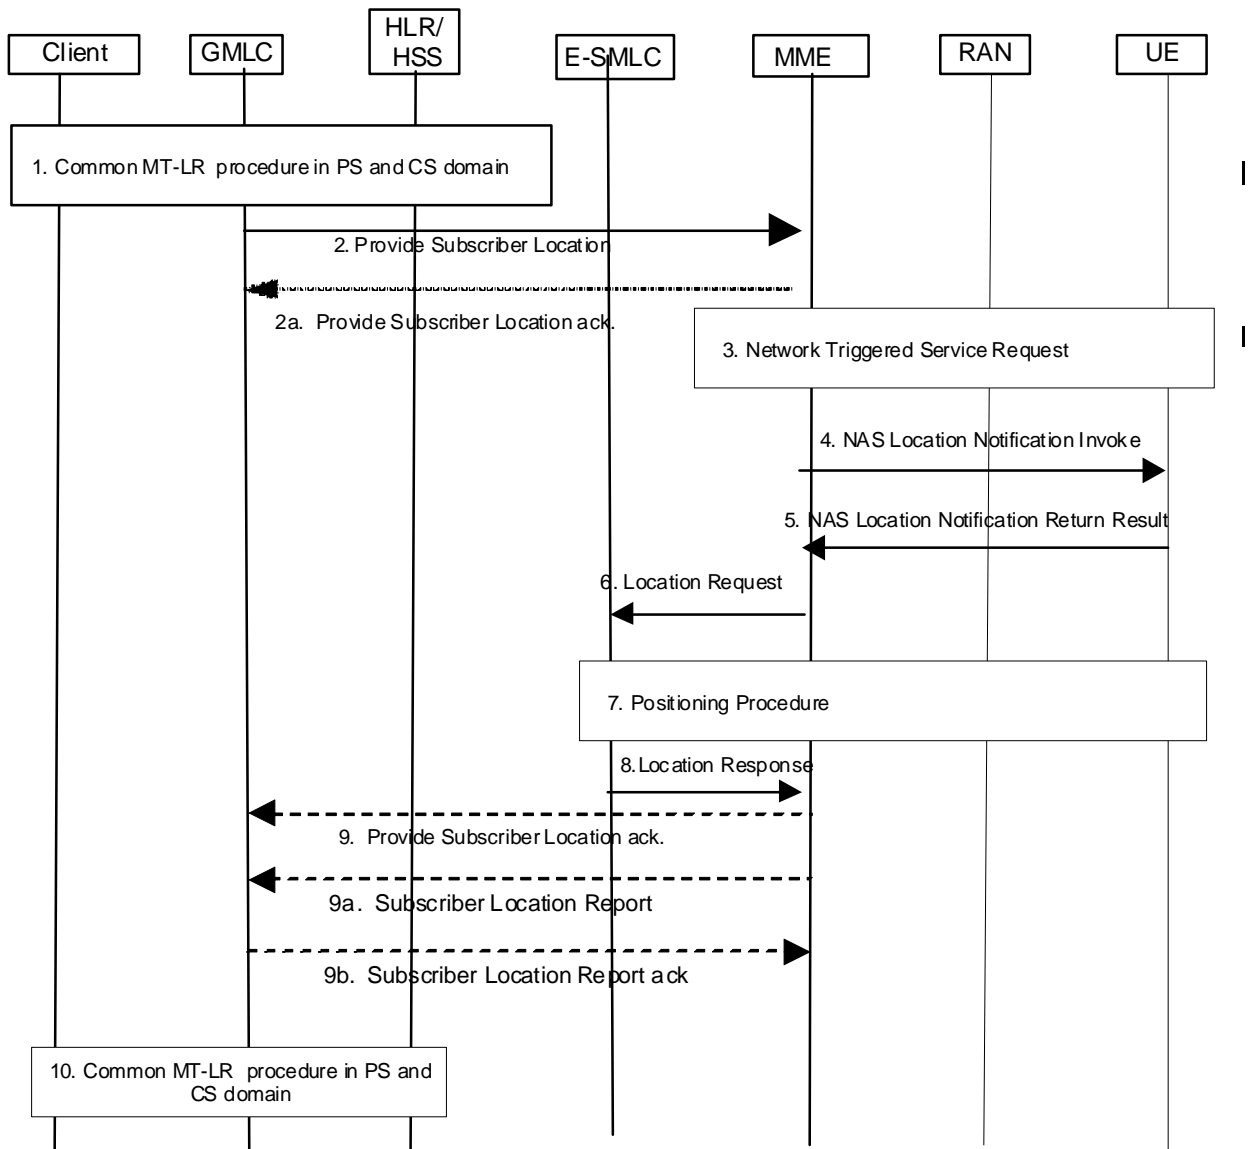 Client
GMLC
HLR/
HSS
E-SMLC
MME
RAN
UE
1. Common MT-LR procedure in PS and CS domain
2. Provide Subscriber Location
2a. Provide Subscriber Location ack.
3. Network Triggered Service Request
4. NAS Location Notification Invoke
5. NAS Location Notification Return Result
6. Location Request
7. Positioning Procedure
8.Location Response
9. Provide Subscriber Location ack.
9a. Subscriber Location Report
9b. Subscriber Location Report ack
10. Common MT-LR procedure in PS and
CS domain